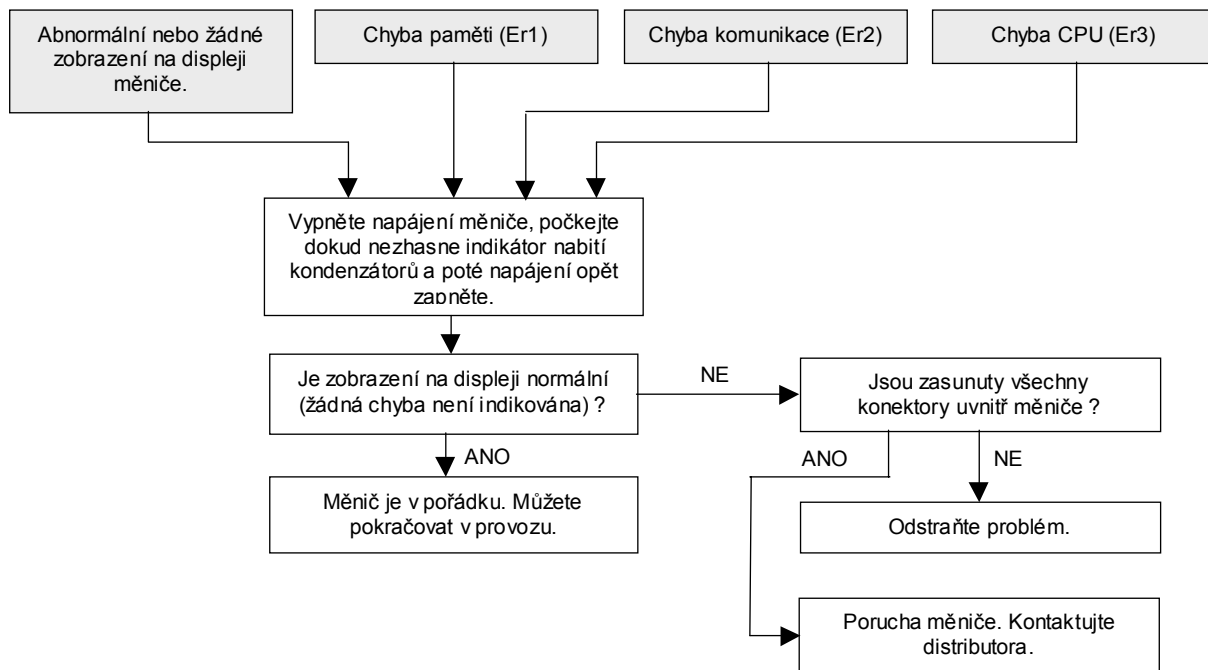 Abnormální nebo žádné
zobrazení na displeji
měniče.
Chyba paměti (Er1)
Chyba komunikace (Er2)
Chyba CPU (Er3)
Vypněte napájení měniče, počkejte
dokud nezhasne indikátor nabití
kondenzátorů a poté napájení opět
zapněte.
Je zobrazení na displeji normální
(žádná chyba není indikována) ?
NE
Jsou zasunuty všechny
konektory uvnitř měniče ?
ANO
ANO
NE
Měnič je v pořádku. Můžete
pokračovat v provozu.
Odstraňte problém.
Porucha měniče. Kontaktujte
distributora.